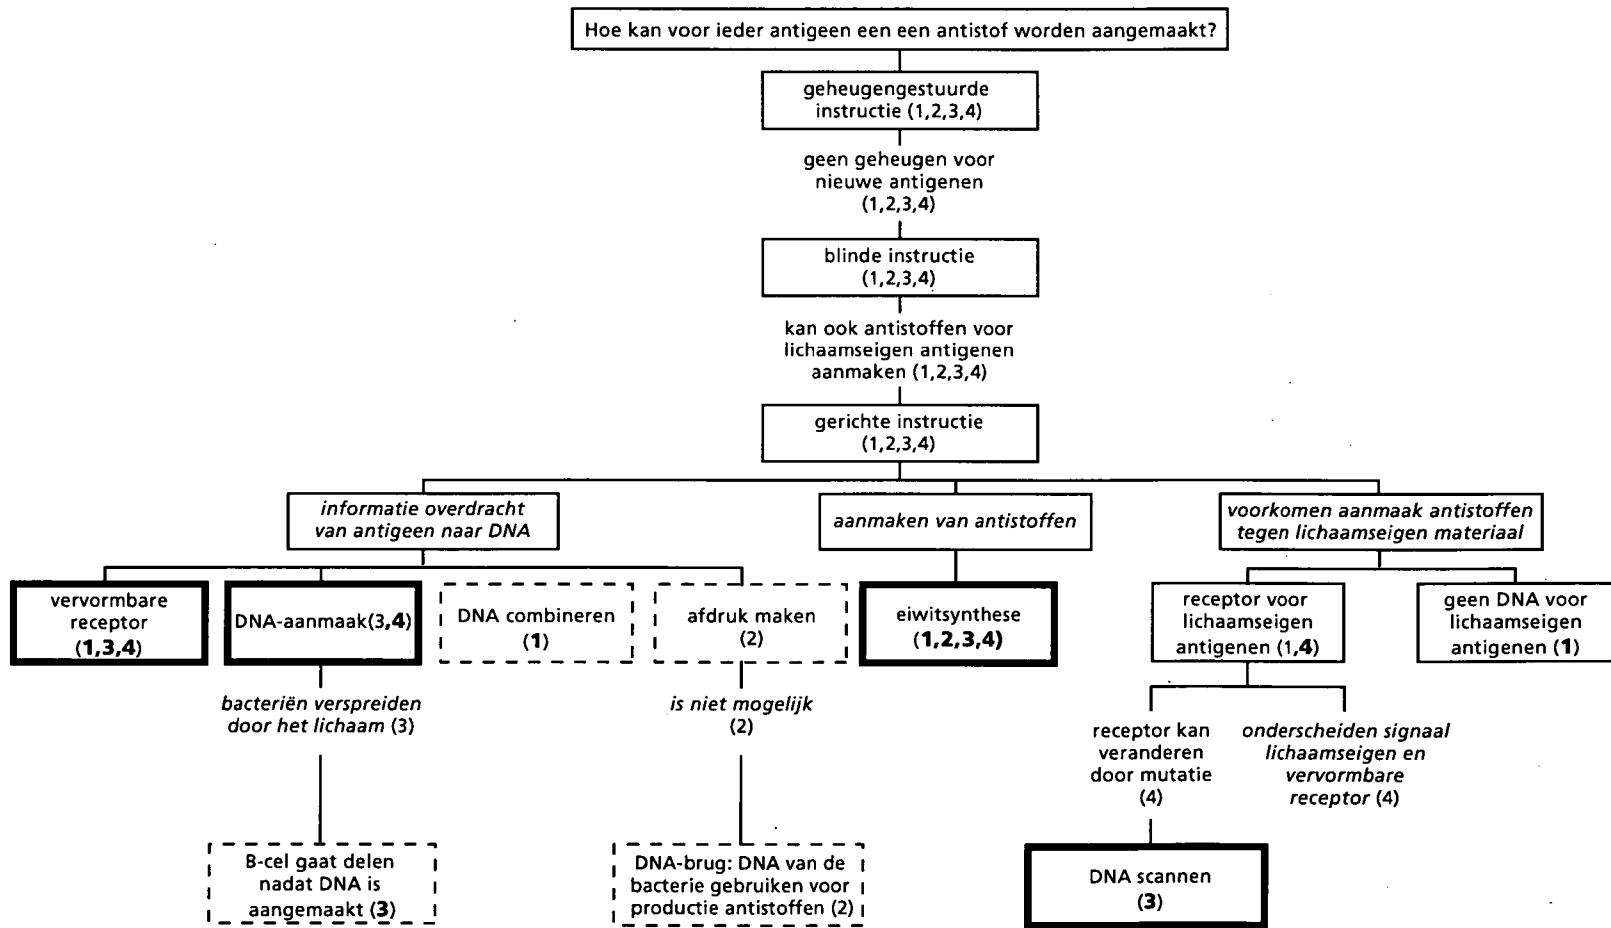 Hoe kan voor ieder antigeen een een antistof worden aangemaakt?
geheugengestuurde
instructie (1,2,3,4)
geen geheugen voor
nieuwe antigenen
(1,2,3,4)
blinde instructie
(1,2,3,4)
kan ook antistoffen voor
lichaamseigen antigenen
aanmaken (1,2,3,4)
gerichte instructie
(1,2,3,4)
informatie overdracht
van antigeen naar DNA
aanmaken van antistoffen
voorkomen aanmaak antistoffen
tegen lichaamseigen materiaal
vervormbare
receptor
(1,3,4)
DNA-aanmaak(3,4)
DNA combineren
(1)
afdruk maken
(2)
eiwitsynthese
(1,2,3,4)
receptor voor
lichaamseigen
antigenen (1,4)
geen DNA voor
lichaamseigen
antigenen (1)
bacteriën verspreiden
door het lichaam (3)
is niet mogelijk
(2)
receptor kan
veranderen
door mutatie
(4)
onderscheiden signaal
lichaamseigen en
vervormbare
receptor (4)
B-cel gaat delen
nadat DNA is
aangemaakt (3)
DNA-brug: DNA van de
bacterie gebruiken voor
productie antistoffen (2)
DNA scannen
(3)